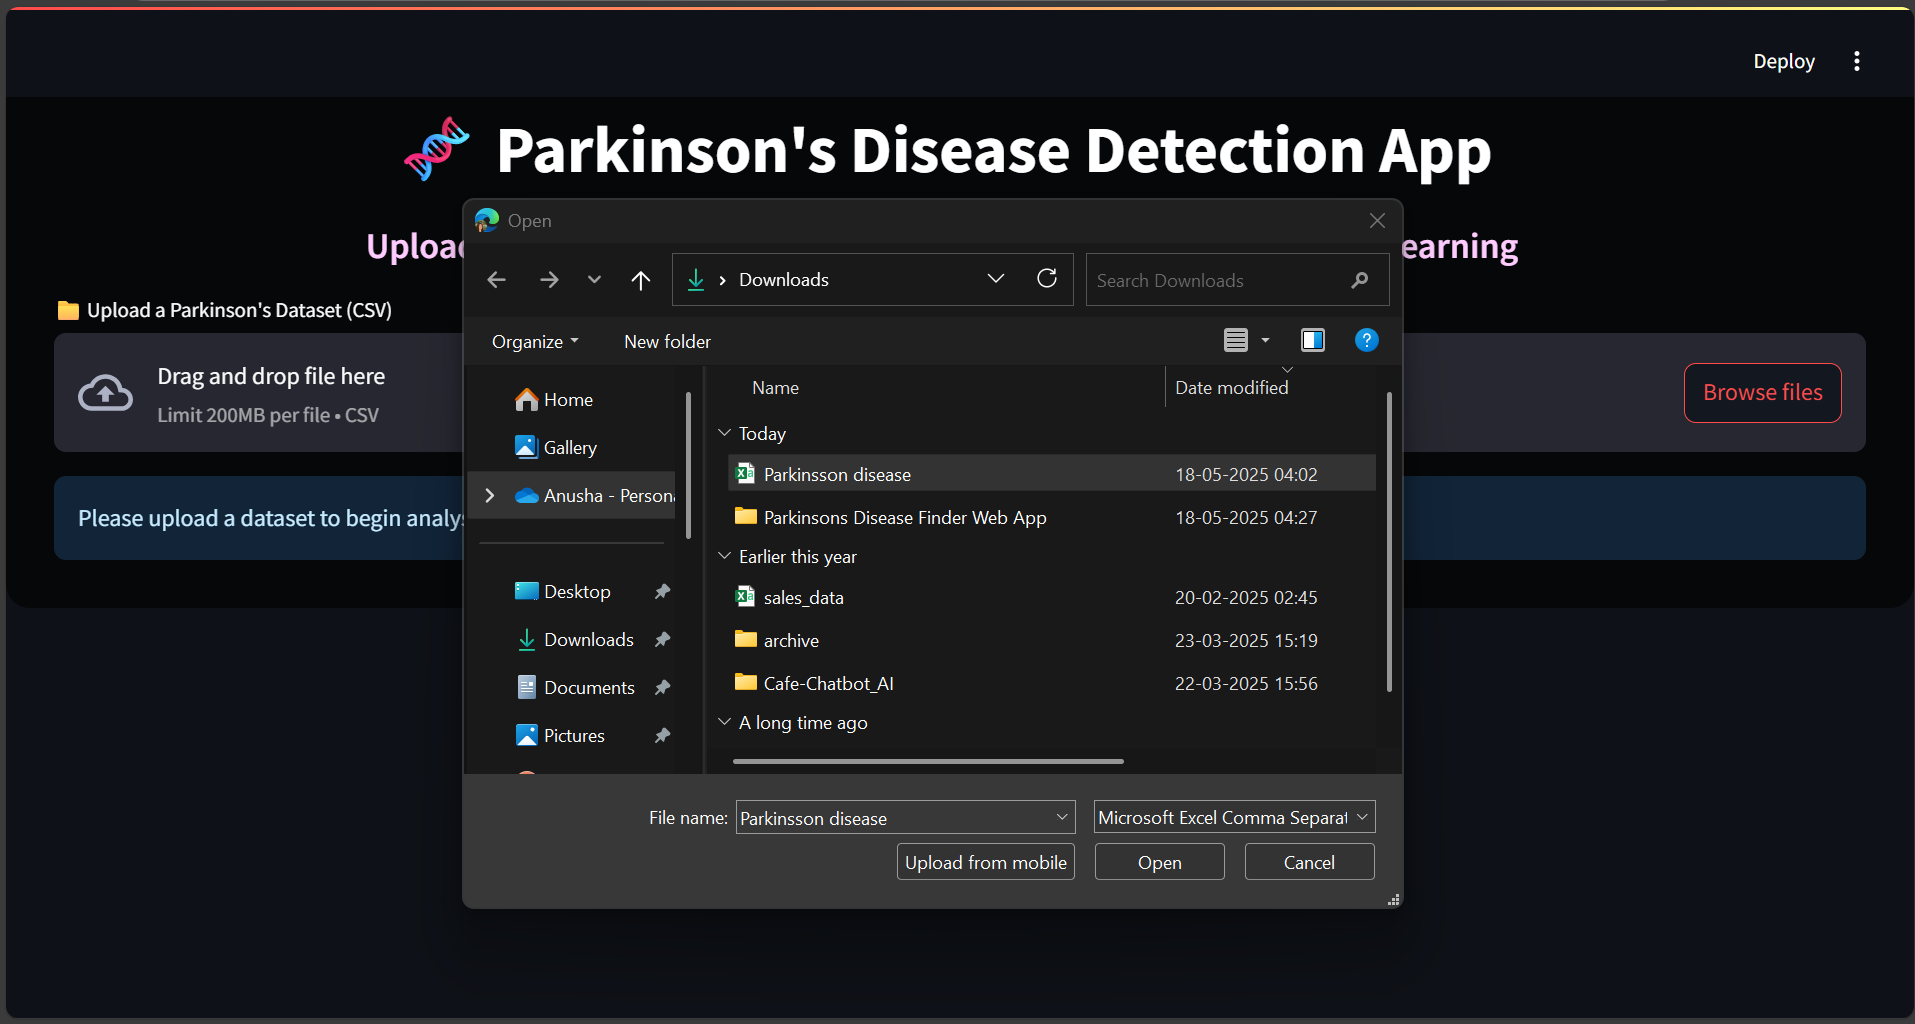 Deploy
Parkinson's Disease Detection App
Uploa
earning
Upload a Parkinson's Dataset (CSV)
Drag and drop file here
Limit 200MB per file • CSV
Browse files
Please upload a dataset to begin analys
Open
Downloads
Search Downloads
Organize
New folder
?
Name
Date modified
Home
Gallery
Anusha - Persona
Desktop
Downloads
Documents
Pictures
Today
Parkinsson disease 18-05-2025 04:02
Parkinsons Disease Finder Web App 18-05-2025 04:27
Earlier this year
sales_data 20-02-2025 02:45
archive 23-03-2025 15:19
Cafe-Chatbot_AI 22-03-2025 15:56
A long time ago
File name: Parkinsson disease
Microsoft Excel Comma Separat
Upload from mobile
Open
Cancel